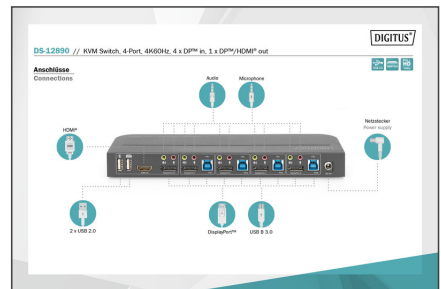 DIGITUS®
DS-12890 // KVM Switch, 4-Port, 4K60Hz, 4 x DP™ in, 1 x DP™/HDMI® out
Anschlüsse
Connections
Audio
Microphone
HDMI®
Netzstecker
Power supply
2 x USB 2.0
DisplayPort™
USB B 3.0